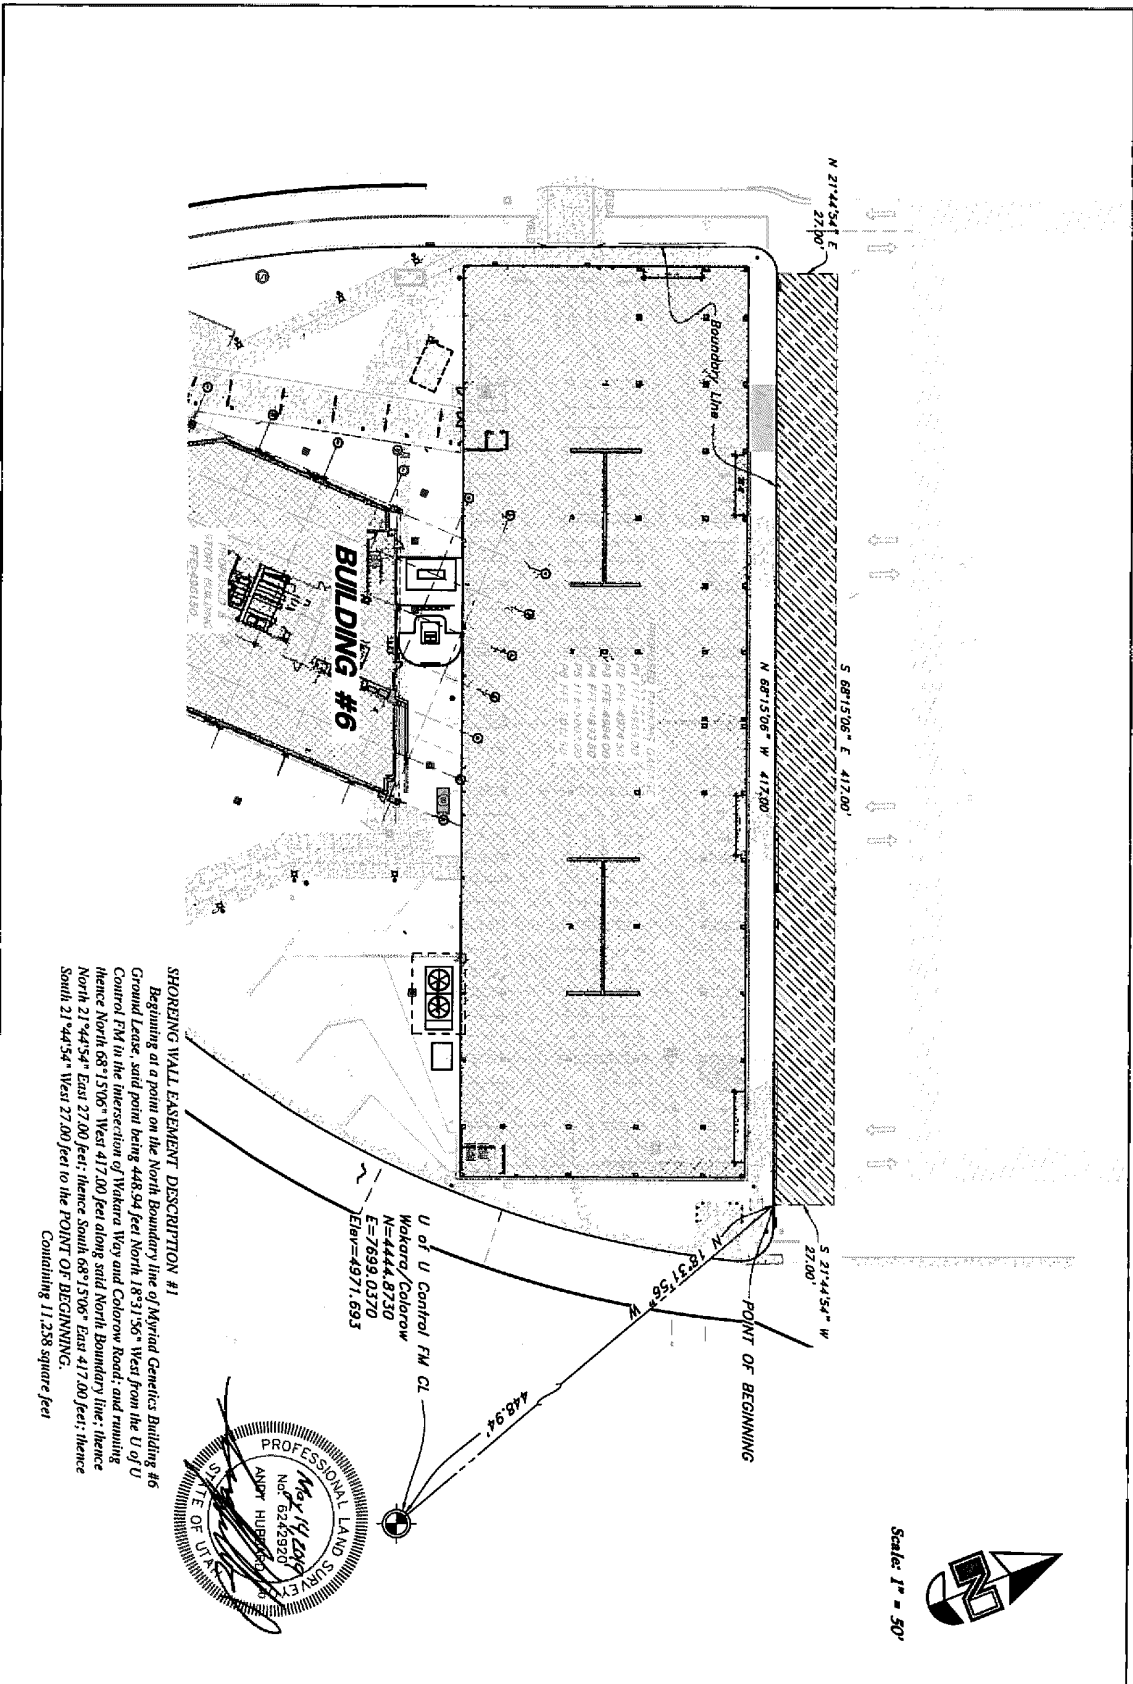 Scale: 1" = 50'
N 21°44'54" E
27.00'
S 68°15'06" E 417.00'
S 21°44'54" W
27.00'
N 68°15'06" W 417.00'
Boundary Line
POINT OF BEGINNING
N 18°31'56" W
448.94'
U of U Control FM CL
Wakara/Colorow
N=4444.8730
E=7699.0370
Elev=4971.693
BUILDING #6
STORY BUILDING
SHOREING WALL EASEMENT DESCRIPTION #1
Beginning at a point on the North Boundary line of Myriad Genetics Building #6
Ground Lease, said point being 448.94 feet North 18°31'56" West from the U of U
Control FM in the intersection of Wakara Way and Colorow Road; and running
thence North 68°15'06" West 417.00 feet along said North Boundary line; thence
North 21°44'54" East 27.00 feet; thence South 68°15'06" East 417.00 feet; thence
South 21°44'54" West 27.00 feet to the POINT OF BEGINNING.
Containing 11,258 square feet
PROFESSIONAL LAND SURVEYOR
May 14, 2010
No. 6242920
ANDY HUBBARD
STATE OF UTAH